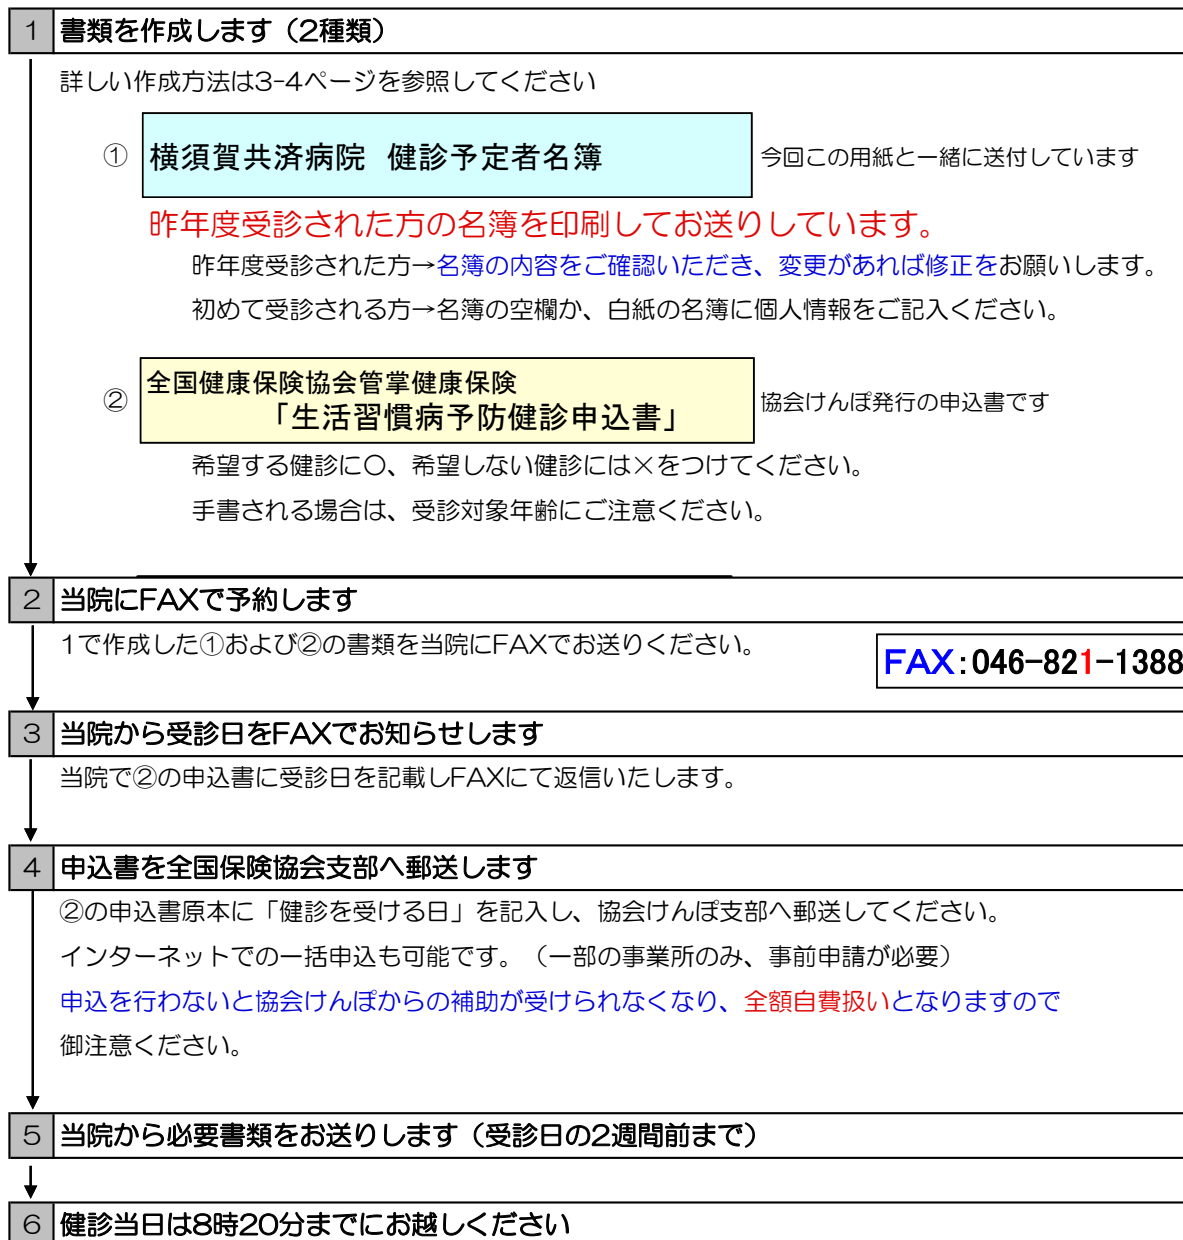 1 書類を作成します（2種類）
詳しい作成方法は3-4ページを参照してください
① 横須賀共済病院　健診予定者名簿 今回この用紙と一緒に送付しています
昨年度受診された方の名簿を印刷してお送りしています。
昨年度受診された方→名簿の内容をご確認いただき、変更があれば修正をお願いします。
初めて受診される方→名簿の空欄か、白紙の名簿に個人情報をご記入ください。
全国健康保険協会管掌健康保険
② 「生活習慣病予防健診申込書」 協会けんぽ発行の申込書です
希望する健診に〇、希望しない健診には×をつけてください。
手書される場合は、受診対象年齢にご注意ください。
2 当院にFAXで予約します
1で作成した①および②の書類を当院にFAXでお送りください。
FAX:046-821-1388
3 当院から受診日をFAXでお知らせします
当院で②の申込書に受診日を記載しFAXにて返信いたします。
4 申込書を全国保険協会支部へ郵送します
②の申込書原本に「健診を受ける日」を記入し、協会けんぽ支部へ郵送してください。
インターネットでの一括申込も可能です。（一部の事業所のみ、事前申請が必要）
申込を行わないと協会けんぽからの補助が受けられなくなり、全額自費扱いとなりますので
御注意ください。
5 当院から必要書類をお送りします（受診日の2週間前まで）
6 健診当日は8時20分までにお越しください